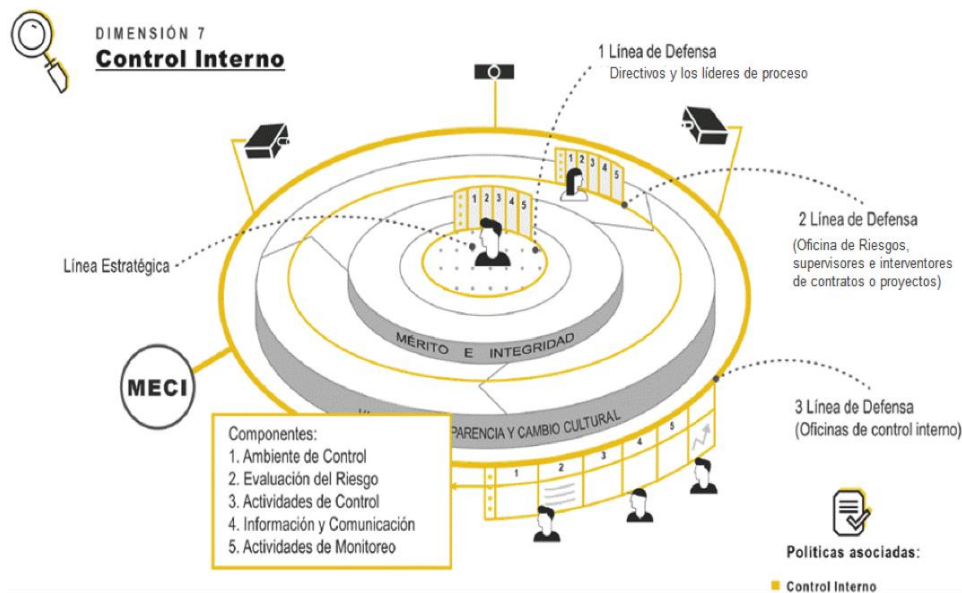 DIMENSIÓN 7
Control Interno
1 Línea de Defensa
Directivos y los líderes de proceso
1 2 3 4 5
1 2 3 4 5
2 Línea de Defensa
(Oficina de Riesgos,
supervisores e interventores
de contratos o proyectos)
Línea Estratégica
MÉRITO E INTEGRIDAD
MECI
PARENCIA Y CAMBIO CULTURAL
3 Línea de Defensa
(Oficinas de control interno)
Componentes:
1. Ambiente de Control
2. Evaluación del Riesgo
3. Actividades de Control
4. Información y Comunicación
5. Actividades de Monitoreo
1 2 3 4 5
Políticas asociadas:
Control Interno